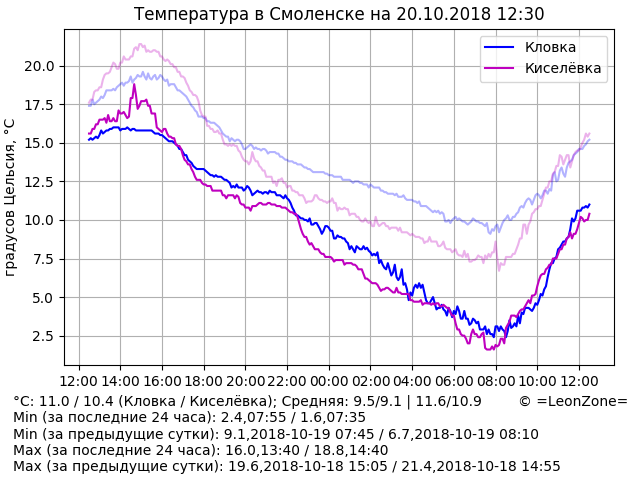 Температура в Смоленске на 20.10.2018 12:30
градусов Цельсия, °C
20.0
17.5
15.0
12.5
10.0
7.5
5.0
2.5
Кловка
Киселёвка
12:00 14:00 16:00 18:00 20:00 22:00 00:00 02:00 04:00 06:00 08:00 10:00 12:00
°C: 11.0 / 10.4 (Кловка / Киселёвка); Средняя: 9.5/9.1 | 11.6/10.9 © =LeonZone=
Min (за последние 24 часа): 2.4,07:55 / 1.6,07:35
Min (за предыдущие сутки): 9.1,2018-10-19 07:45 / 6.7,2018-10-19 08:10
Max (за последние 24 часа): 16.0,13:40 / 18.8,14:40
Max (за предыдущие сутки): 19.6,2018-10-18 15:05 / 21.4,2018-10-18 14:55